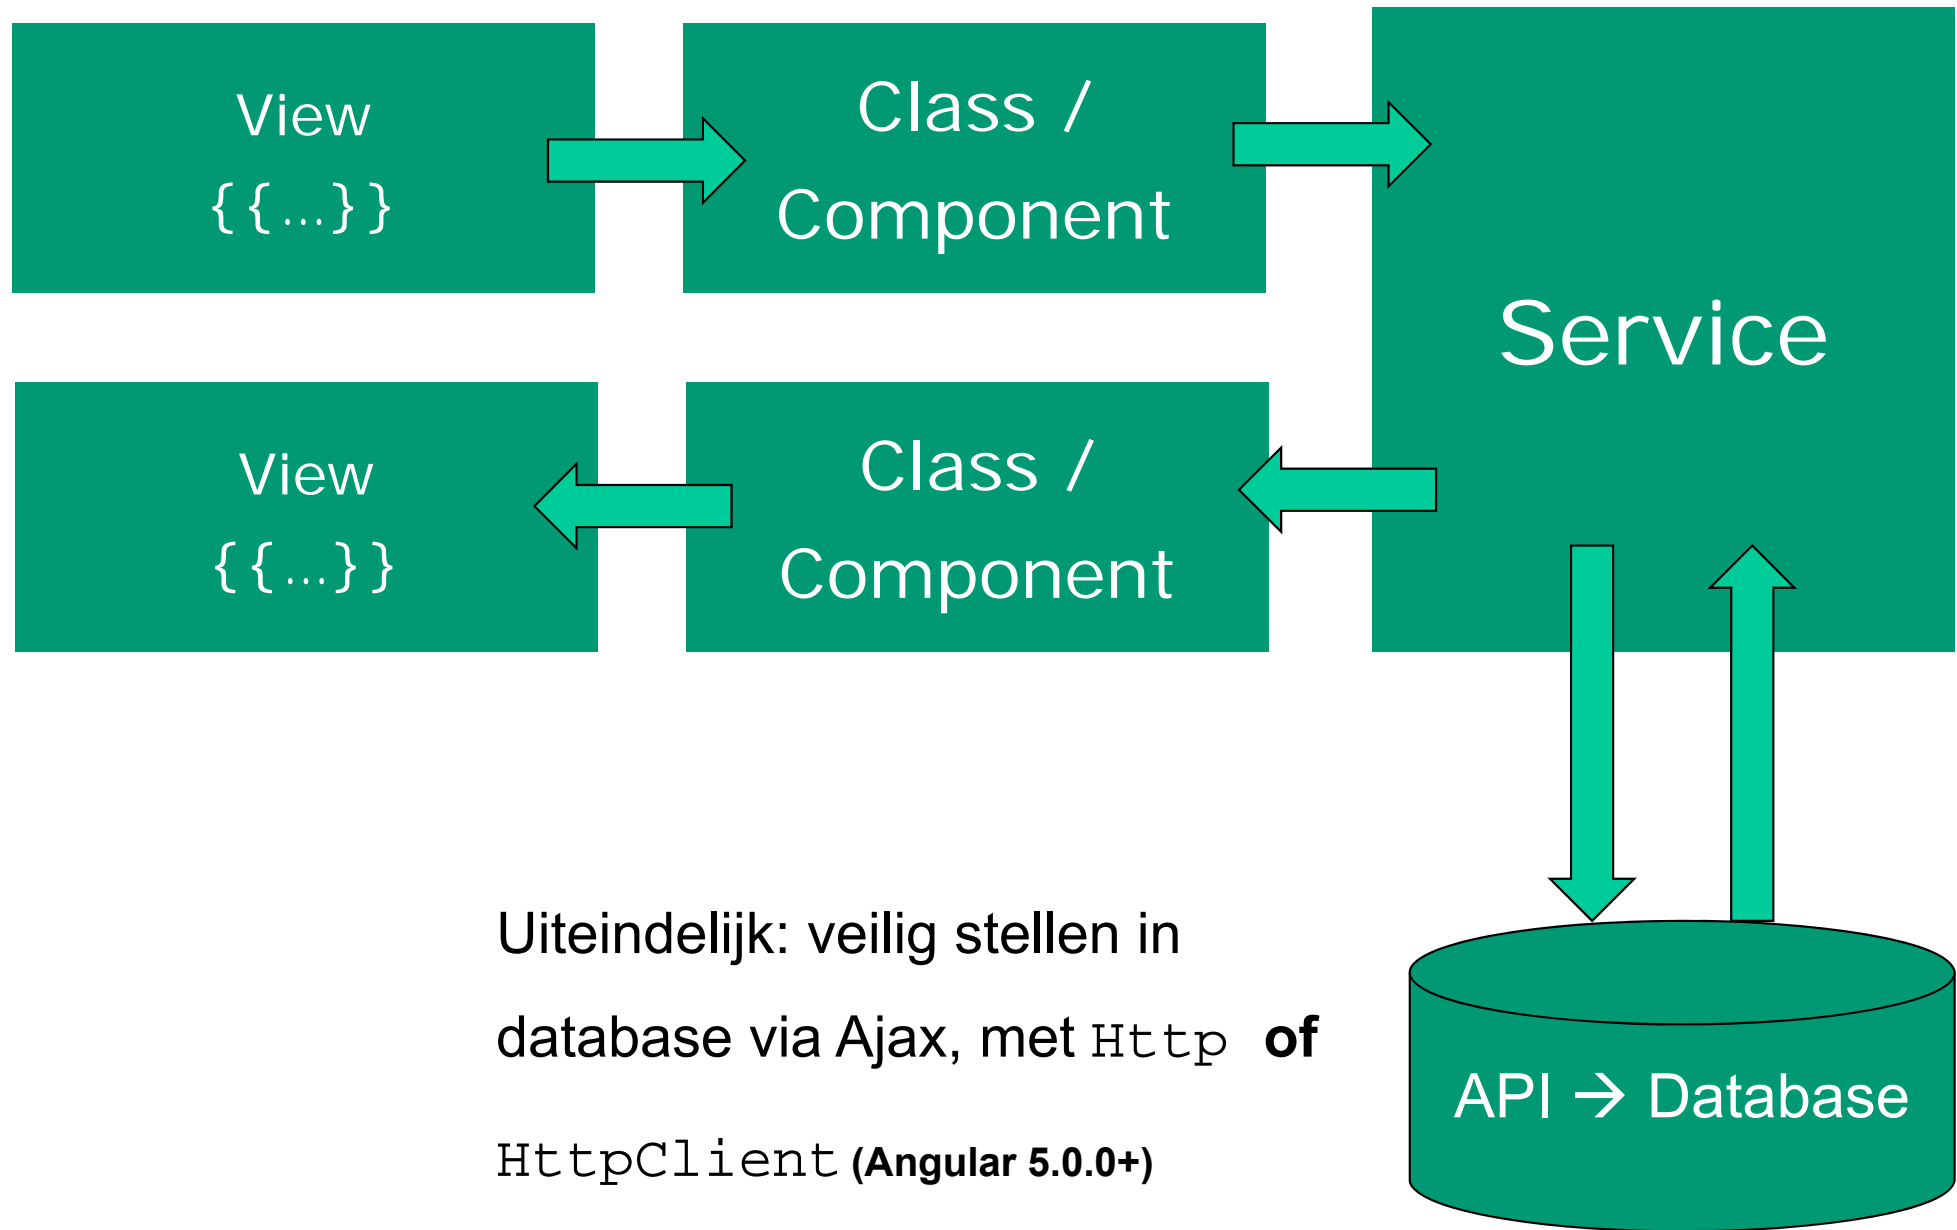 View
{{…}}
Class /
Component
Service
View
{{…}}
Class /
Component
Uiteindelijk: veilig stellen in
database via Ajax, met Http of
HttpClient (Angular 5.0.0+)
API → Database